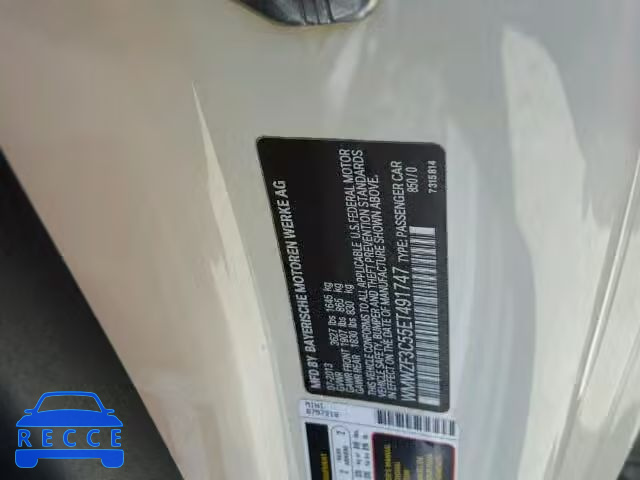 MFD BY BAYERISCHE MOTOREN WERKE AG
09/2013
GVWR 3627 lbs 1645 kg
GAWR FRONT 1907 lbs 865 kg
GAWR REAR 1830 lbs 830 kg
THIS VEHICLE CONFORMS TO ALL APPLICABLE U.S. FEDERAL MOTOR
VEHICLE SAFETY, BUMPER AND THEFT PREVENTION STANDARDS
IN EFFECT ON THE DATE OF MANUFACTURE SHOWN ABOVE.
WMWZF3C55ET491747 TYPE: PASSENGER CAR
850/0
7315814
MINI
RECCE